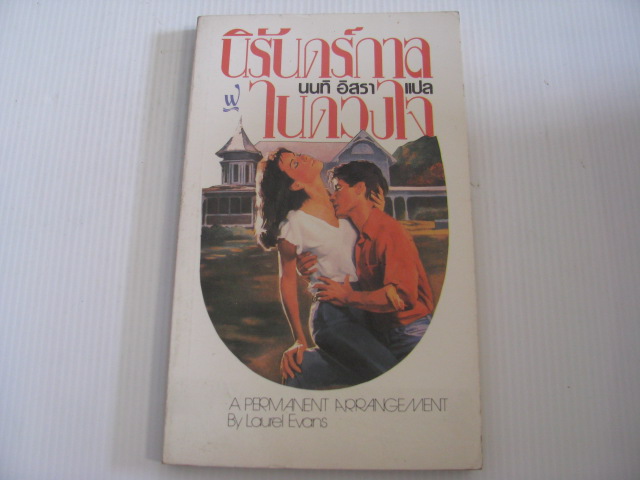 นิรันดร์กาล
นนทิ อิสรา แปล
ในดวงใจ
A PERMANENT ARRANGEMENT
By Laurel Evans